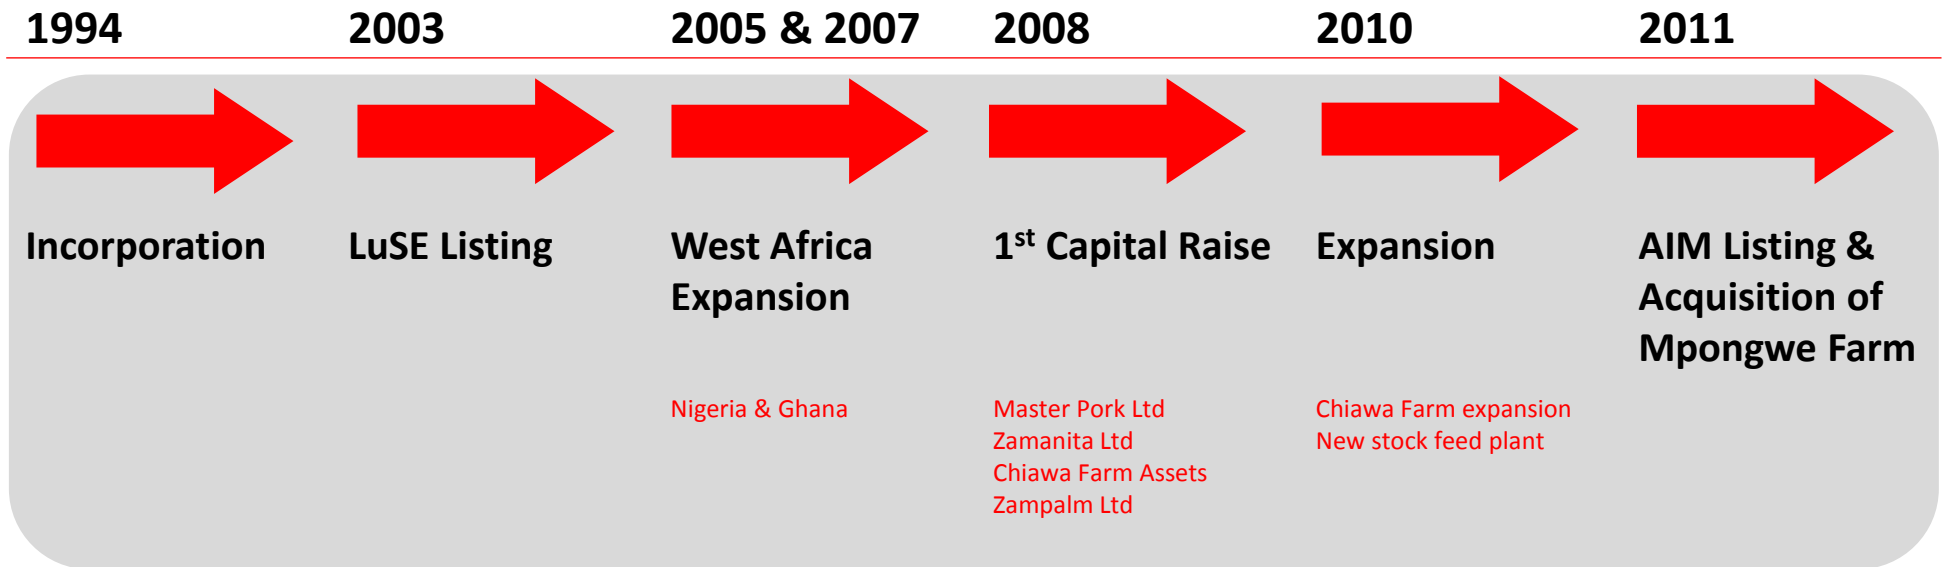 1994
2003
2005 & 2007
2008
2010
2011
Incorporation
LuSE Listing
West Africa
Expansion
Nigeria & Ghana
1st Capital Raise
Master Pork Ltd
Zamanita Ltd
Chiawa Farm Assets
Zampalm Ltd
Expansion
Chiawa Farm expansion
New stock feed plant
AIM Listing &
Acquisition of
Mpongwe Farm